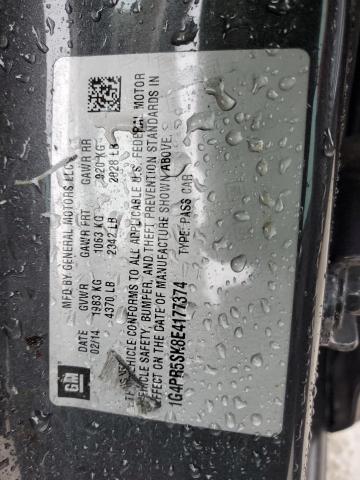 GM
MFD BY GENERAL MOTORS LLC
DATE GVWR GAWR FRT GAWR RR
02/14 1983 KG 1063 KG 920 KG
4370 LB 2342 LB 2028 LB
THIS VEHICLE CONFORMS TO ALL APPLICABLE U.S. FEDERAL MOTOR
VEHICLE SAFETY, BUMPER, AND THEFT PREVENTION STANDARDS IN
EFFECT ON THE DATE OF MANUFACTURE SHOWN ABOVE.
1G4PR5SK8E4177374 TYPE: PASS CAR